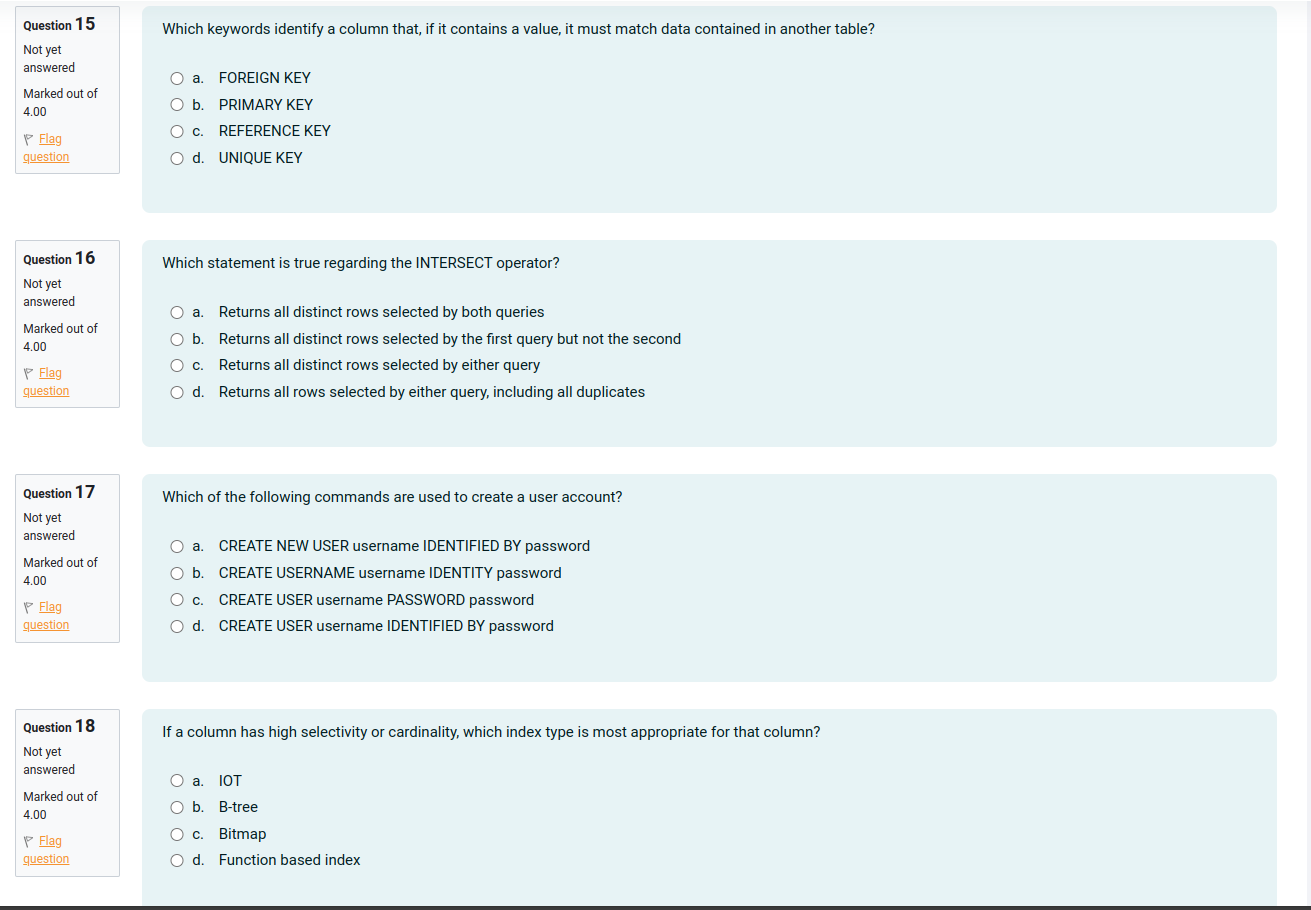 Question 15
Not yet
answered
Marked out of
4.00
Flag
question
Which keywords identify a column that, if it contains a value, it must match data contained in another table?
a. FOREIGN KEY
b. PRIMARY KEY
c. REFERENCE KEY
d. UNIQUE KEY
Question 16
Not yet
answered
Marked out of
4.00
Flag
question
Which statement is true regarding the INTERSECT operator?
a. Returns all distinct rows selected by both queries
b. Returns all distinct rows selected by the first query but not the second
c. Returns all distinct rows selected by either query
d. Returns all rows selected by either query, including all duplicates
Question 17
Not yet
answered
Marked out of
4.00
Flag
question
Which of the following commands are used to create a user account?
a. CREATE NEW USER username IDENTIFIED BY password
b. CREATE USERNAME username IDENTITY password
c. CREATE USER username PASSWORD password
d. CREATE USER username IDENTIFIED BY password
Question 18
Not yet
answered
Marked out of
4.00
Flag
question
If a column has high selectivity or cardinality, which index type is most appropriate for that column?
a. IOT
b. B-tree
c. Bitmap
d. Function based index